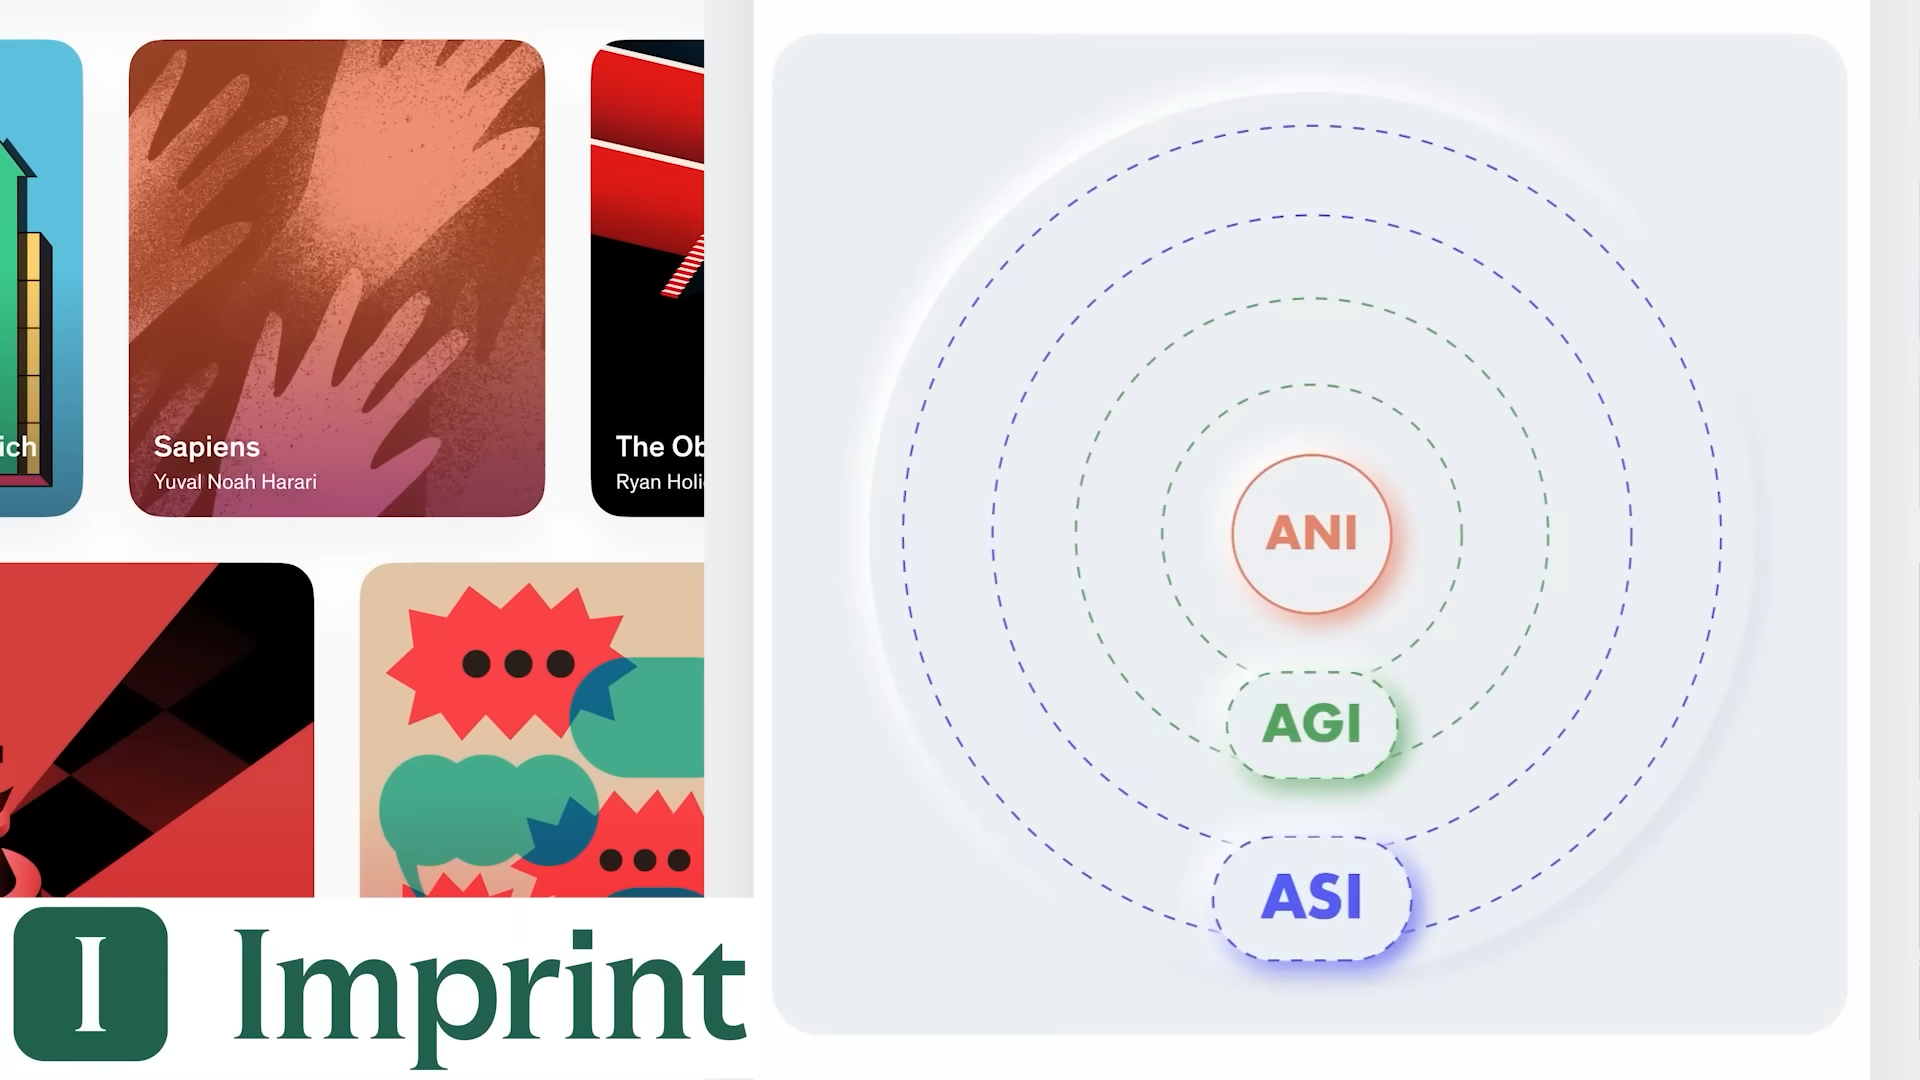 ich
Sapiens
Yuval Noah Harari
The Ob
Ryan Holi
I Imprint
ANI
AGI
ASI